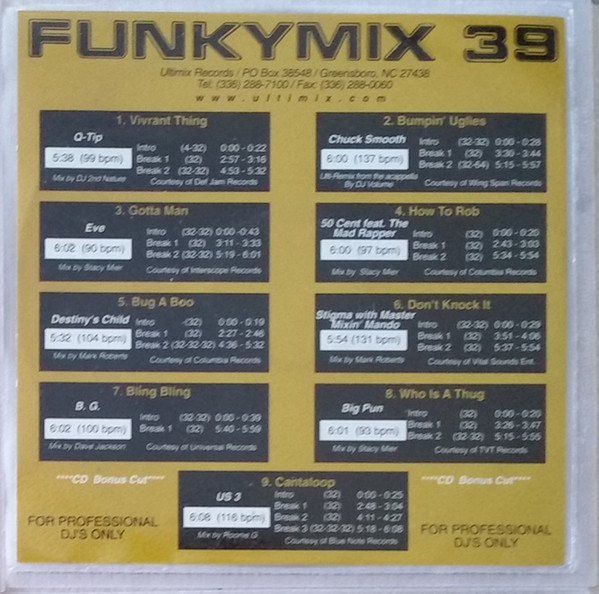 FUNKYMIX 39
Ultimix Records / PO Box 38548 / Greensboro, NC 27438
Tel: (336) 288-7100 / Fax: (336) 288-0060
www.ultimix.com
1. Vivrant Thing
Q-Tip
5:38 (99 bpm)
Mix by DJ 2nd Nature
Intro (4-32) 0:00 - 0:22
Break 1 (32) 2:57 - 3:16
Break 2 (32-32) 4:53 - 5:32
Courtesy of Def Jam Records
2. Bumpin' Uglies
Chuck Smooth
6:00 (137 bpm)
Ulti-Remix from the acappella
By DJ Volume
Intro (32-32) 0:00 - 0:28
Break 1 (32) 3:30 - 3:44
Break 2 (32-64) 5:15 - 5:57
Courtesy of Wing Span Records
3. Gotta Man
Eve
6:02 (90 bpm)
Mix by Stacy Mier
Intro (32-32) 0:00 -0:43
Break 1 (32) 3:11 - 3:33
Break 2 (32-32) 5:19 - 6:01
Courtesy of Interscope Records
4. How To Rob
50 Cent feat. The
Mad Rapper
6:00 (97 bpm)
Mix by Stacy Mier
Intro (32) 0:00 - 0:20
Break 1 (32) 2:43 - 3:03
Break 2 (32) 5:34 - 5:54
Courtesy of Columbia Records
5. Bug A Boo
Destiny's Child
5:32 (104 bpm)
Mix by Mark Roberts
Intro -(32) 0:00 - 0:19
Break 1 (32) 2:27 - 2:46
Break 2 (32-32-32) 4:36 - 5:32
Courtesy of Columbia Records
6. Don't Knock It
Stigma with Master
Mixin' Mando
5:54 (131 bpm)
Mix by Mark Roberts
Intro (32-32) 0:00 - 0:29
Break 1 (32) 3:51 - 4:06
Break 2 (32) 5:37 - 5:54
Courtesy of Vital Sounds Ent.
7. Bling Bling
B. G.
6:02 (100 bpm)
Mix by Dave Jackson
Intro (32-32) 0:00 - 0:39
Break 1 (32) 5:40 - 5:59
Courtesy of Universal Records
8. Who Is A Thug
Big Pun
6:01 (93 bpm)
Mix by Stacy Mier
Intro (32) 0:00 - 0:20
Break 1 (32) 3:26 - 3:47
Break 2 (32-32) 5:15 - 5:55
Courtesy of TVT Records
****CD Bonus Cut****
9. Cantaloop
US 3
6:08 (116 bpm)
Mix by Roonie G.
Intro (32) 0:00 - 0:25
Break 1 (32) 2:48 - 3:04
Break 2 (32) 4:11 - 4:27
Break 3 (32-32-32) 5:18 - 6:08
Courtesy of Blue Note Records
****CD Bonus Cut****
FOR PROFESSIONAL
DJ'S ONLY
FOR PROFESSIONAL
DJ'S ONLY